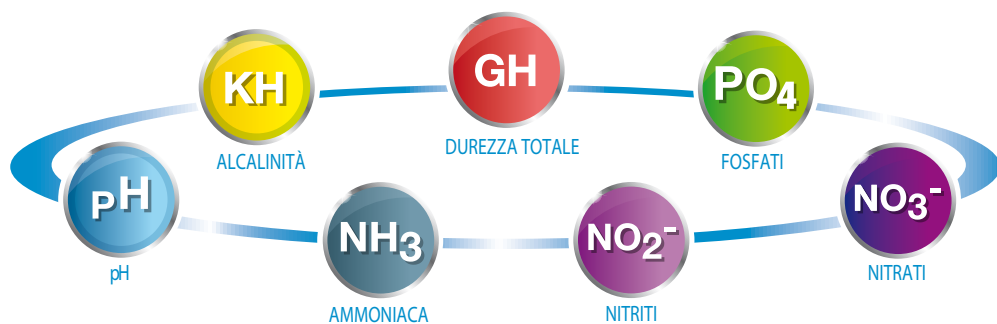 KH
ALCALINITÀ
GH
DUREZZA TOTALE
PO₄
FOSFATI
pH
pH
NH₃
AMMONIACA
NO₂⁻
NITRITI
NO₃⁻
NITRATI